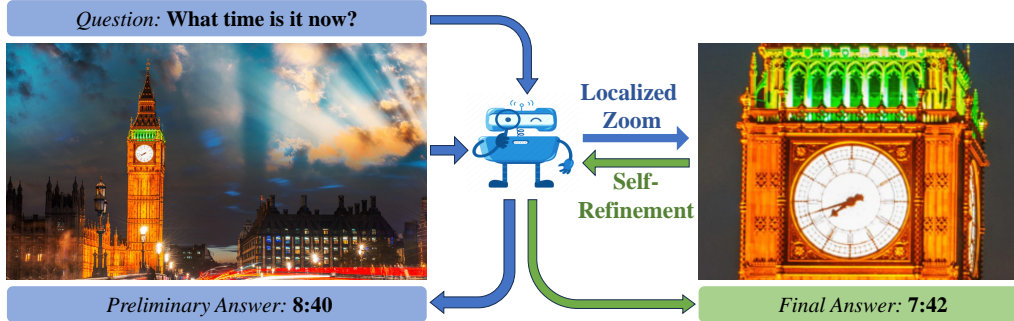 Question: What time is it now?
Localized
Zoom
Self-
Refinement
Preliminary Answer: 8:40
Final Answer: 7:42